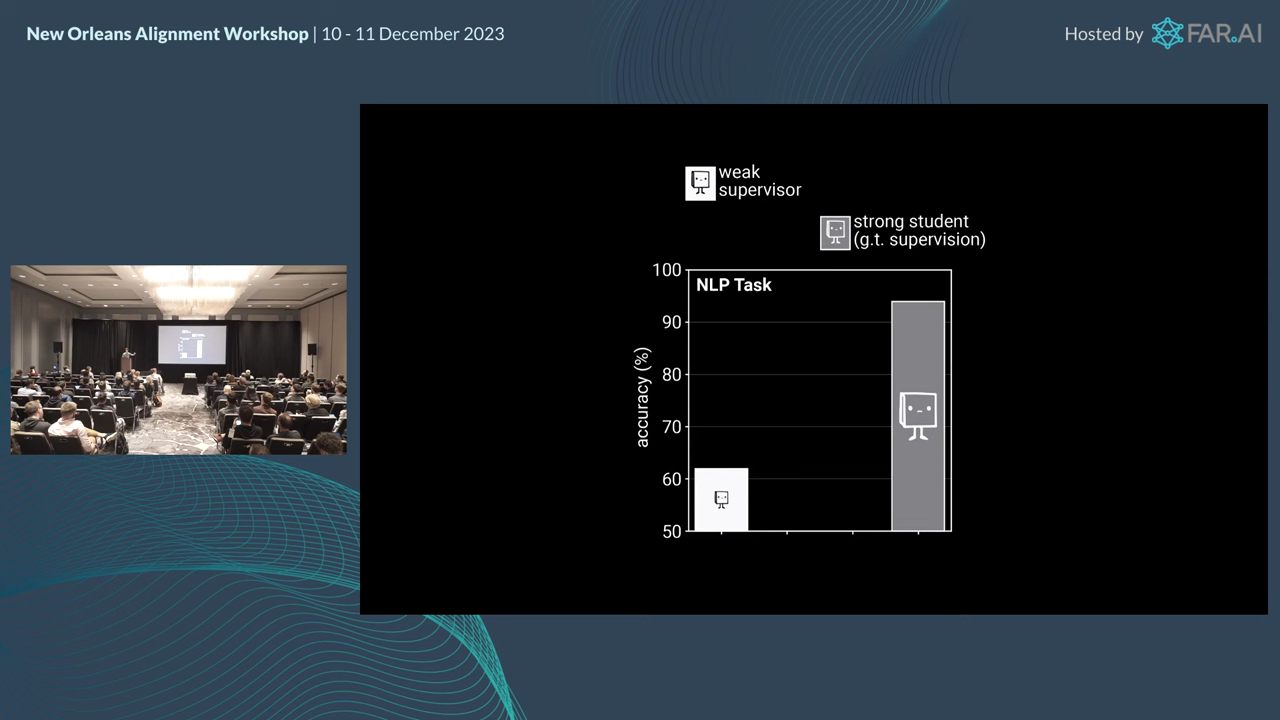 New Orleans Alignment Workshop | 10 - 11 December 2023
Hosted by FAR.AI
weak
supervisor
strong student
(g.t. supervision)
NLP Task
accuracy (%)
100
90
80
70
60
50